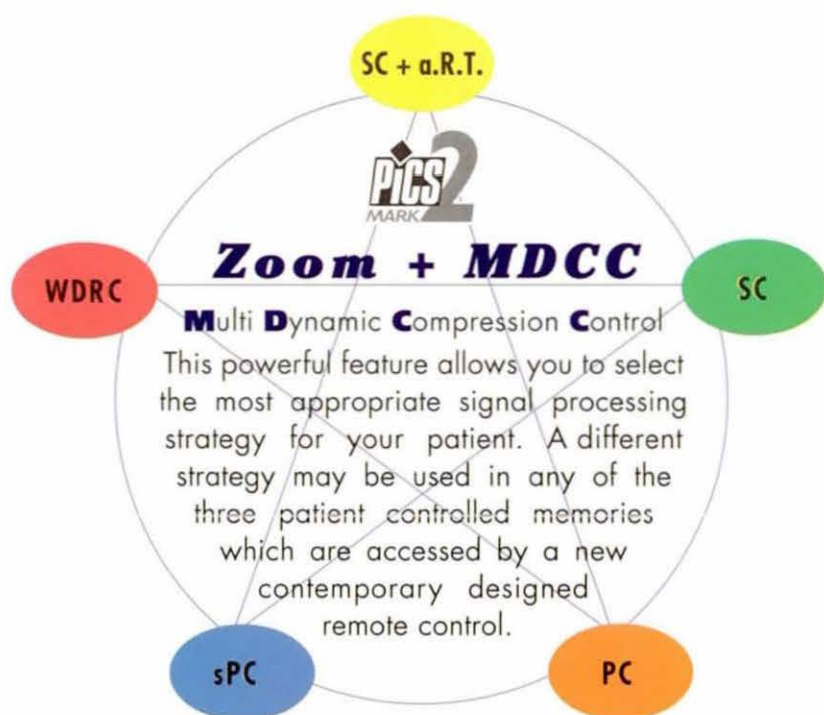 SC + a.R.T.
PiCS 2
MARK
Zoom + MDCC
WDRC
SC
Multi Dynamic Compression Control
This powerful feature allows you to select
the most appropriate signal processing
strategy for your patient. A different
strategy may be used in any of the
three patient controlled memories
which are accessed by a new
contemporary designed
remote control.
sPC
PC